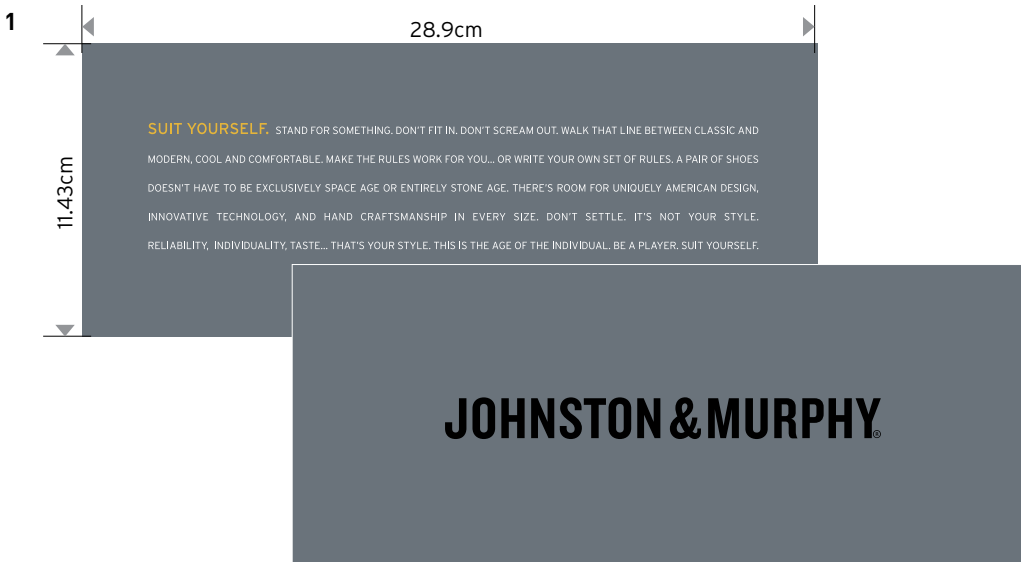 1
28.9cm
11.43cm
SUIT YOURSELF. STAND FOR SOMETHING. DON'T FIT IN. DON'T SCREAM OUT. WALK THAT LINE BETWEEN CLASSIC AND
MODERN, COOL AND COMFORTABLE. MAKE THE RULES WORK FOR YOU... OR WRITE YOUR OWN SET OF RULES. A PAIR OF SHOES
DOESN'T HAVE TO BE EXCLUSIVELY SPACE AGE OR ENTIRELY STONE AGE. THERE'S ROOM FOR UNIQUELY AMERICAN DESIGN,
INNOVATIVE TECHNOLOGY, AND HAND CRAFTSMANSHIP IN EVERY SIZE. DON'T SETTLE. IT'S NOT YOUR STYLE.
RELIABILITY, INDIVIDUALITY, TASTE... THAT'S YOUR STYLE. THIS IS THE AGE OF THE INDIVIDUAL. BE A PLAYER. SUIT YOURSELF.
JOHNSTON & MURPHY®